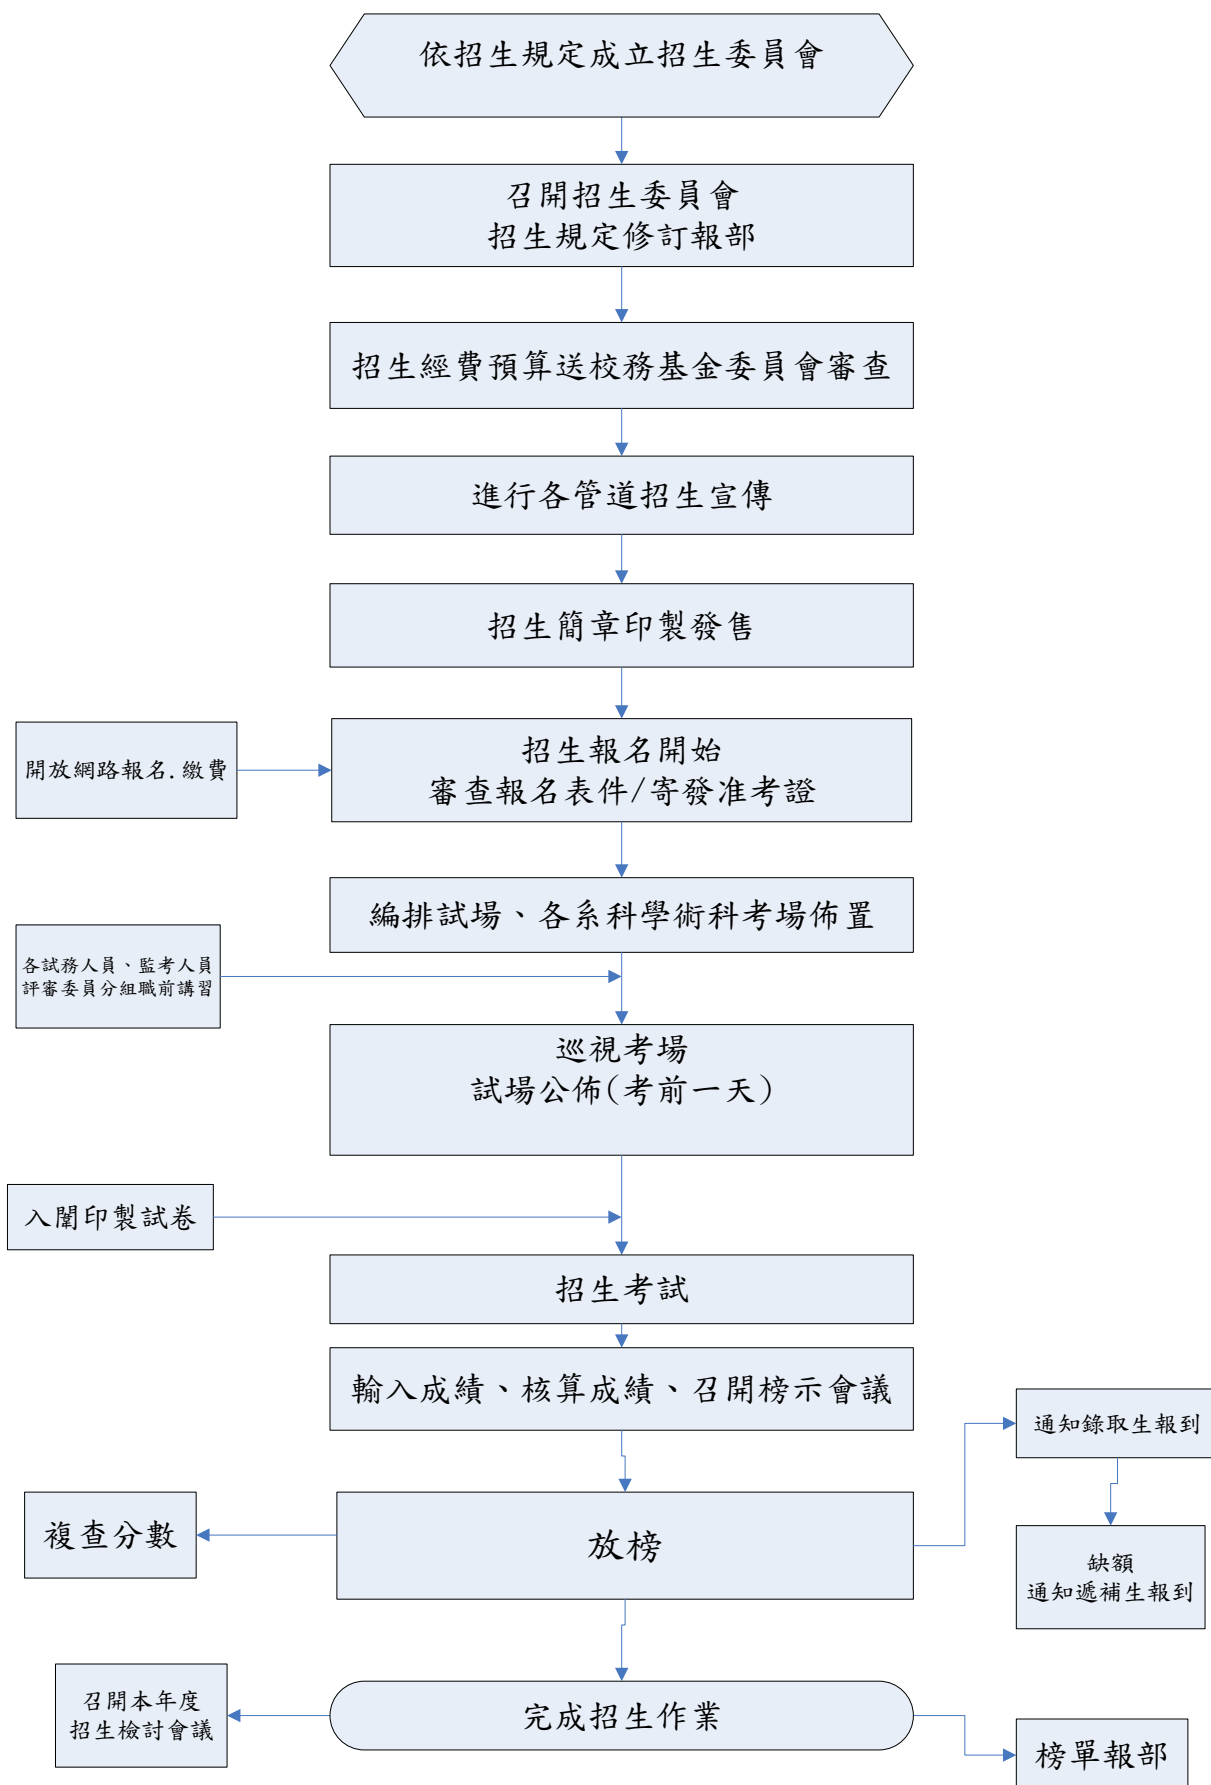 依招生規定成立招生委員會
召開招生委員會
招生規定修訂報部
招生經費預算送校務基金委員會審查
進行各管道招生宣傳
招生簡章印製發售
開放網路報名.繳費
招生報名開始
審查報名表件/寄發准考證
編排試場、各系科學術科考場佈置
各試務人員、監考人員
評審委員分組職前講習
巡視考場
試場公佈(考前一天)
入闈印製試卷
招生考試
輸入成績、核算成績、召開榜示會議
通知錄取生報到
複查分數
放榜
缺額
通知遞補生報到
召開本年度
招生檢討會議
完成招生作業
榜單報部